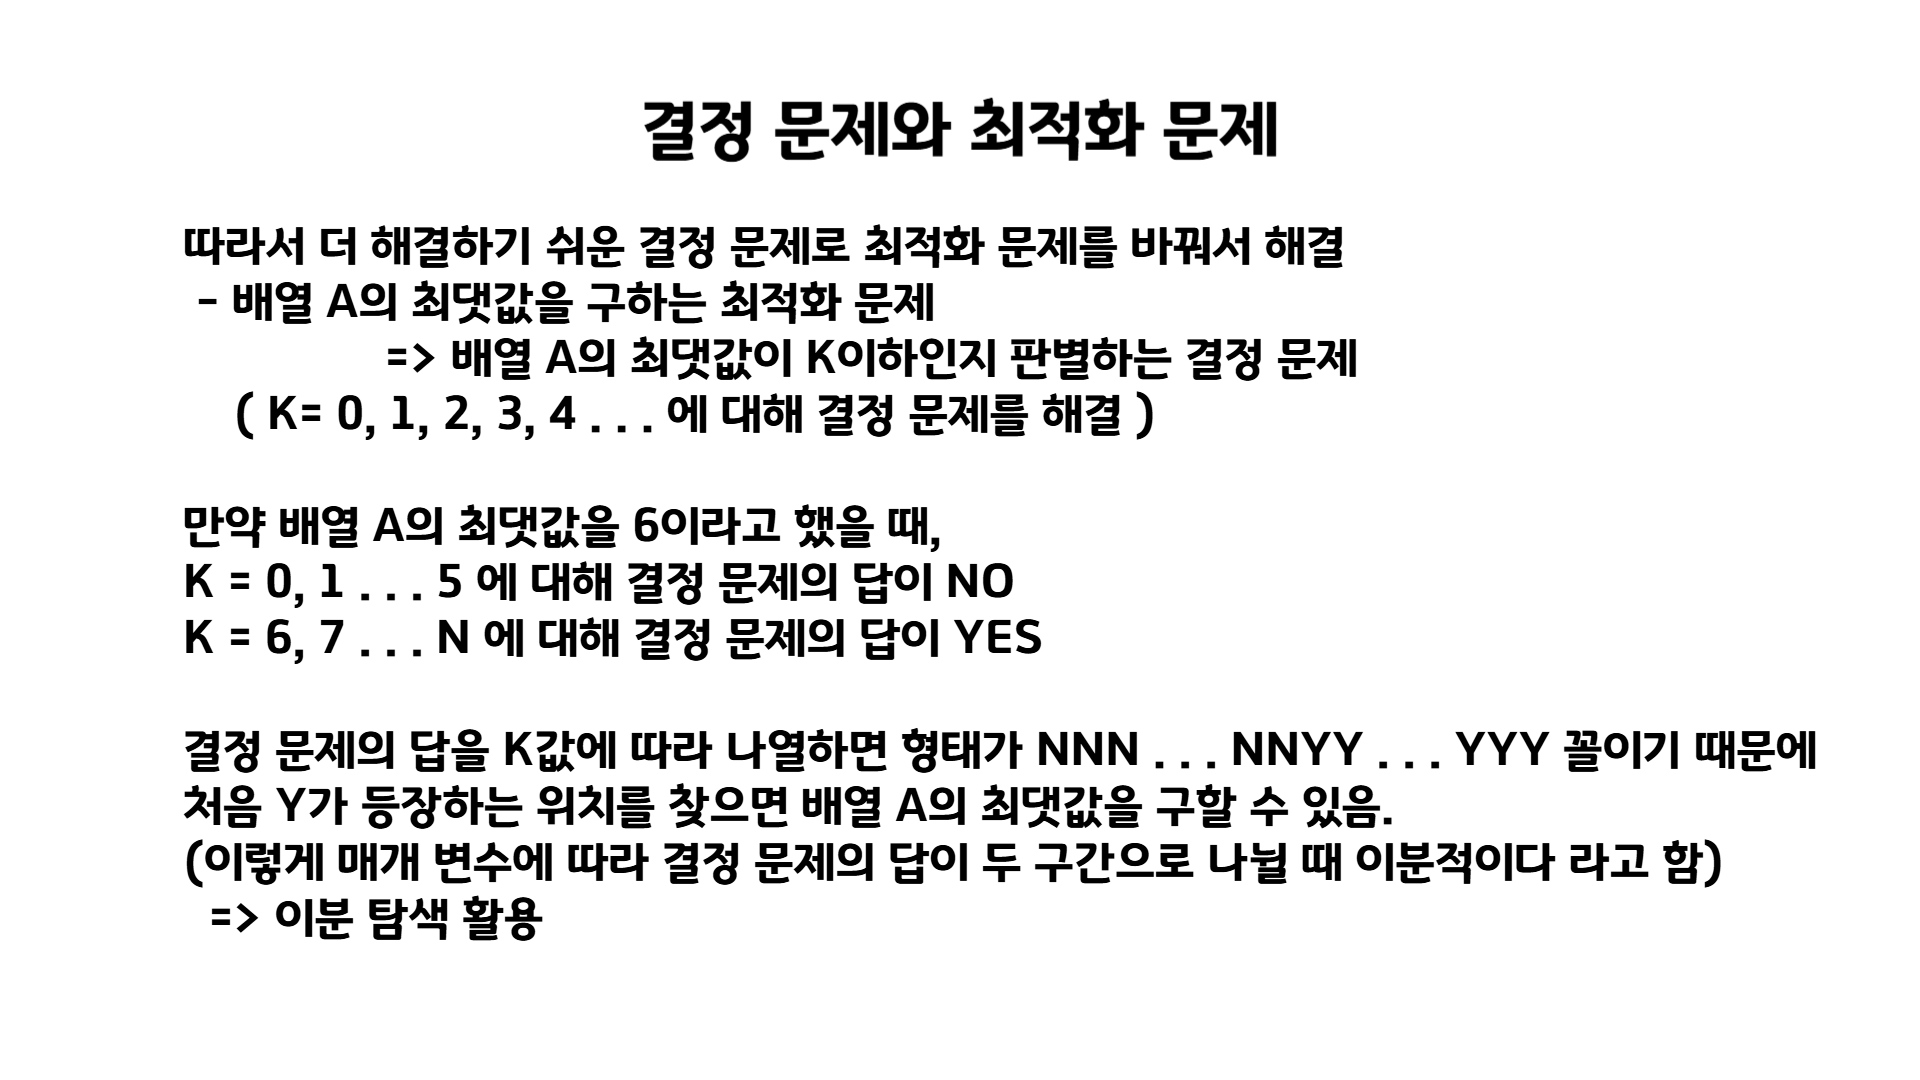 결정 문제와 최적화 문제
따라서 더 해결하기 쉬운 결정 문제로 최적화 문제를 바꿔서 해결
- 배열 A의 최댓값을 구하는 최적화 문제
=> 배열 A의 최댓값이 K이하인지 판별하는 결정 문제
( K= 0, 1, 2, 3, 4 . . . 에 대해 결정 문제를 해결 )
만약 배열 A의 최댓값을 6이라고 했을 때,
K = 0, 1 . . . 5 에 대해 결정 문제의 답이 NO
K = 6, 7 . . . N 에 대해 결정 문제의 답이 YES
결정 문제의 답을 K값에 따라 나열하면 형태가 NNN . . . NNYY . . . YYY 꼴이기 때문에
처음 Y가 등장하는 위치를 찾으면 배열 A의 최댓값을 구할 수 있음.
(이렇게 매개 변수에 따라 결정 문제의 답이 두 구간으로 나뉠 때 이분적이다 라고 함)
=> 이분 탐색 활용